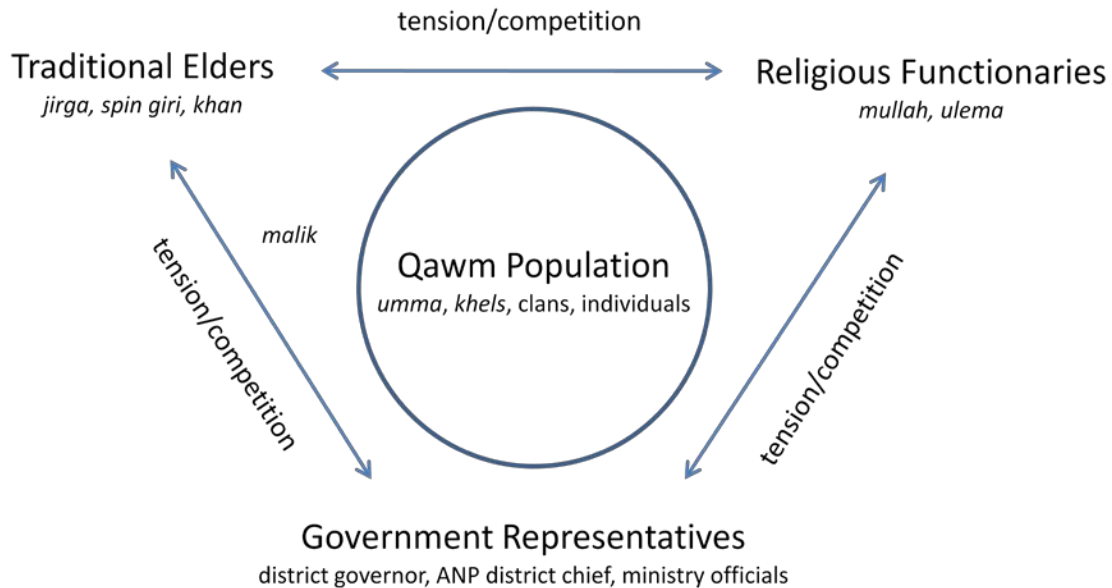 tension/competition
Traditional Elders
jirga, spin giri, khan
Religious Functionaries
mullah, ulema
malik
tension/competition
Qawm Population
umma, khels, clans, individuals
tension/competition
Government Representatives
district governor, ANP district chief, ministry officials